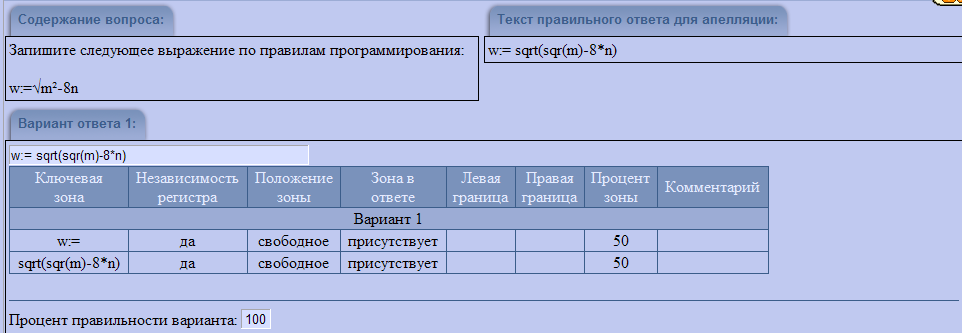 Содержание вопроса:
Запишите следующее выражение по правилам программирования:
w:=√m²-8n
Текст правильного ответа для апелляции:
w:= sqrt(sqr(m)-8*n)
Вариант ответа 1:
w:= sqrt(sqr(m)-8*n)
Ключевая зона Независимость регистра Положение зоны Зона в ответе Левая граница Правая граница Процент зоны Комментарий
Вариант 1
w:= да свободное присутствует 50
sqrt(sqr(m)-8*n) да свободное присутствует 50
Процент правильности варианта: 100